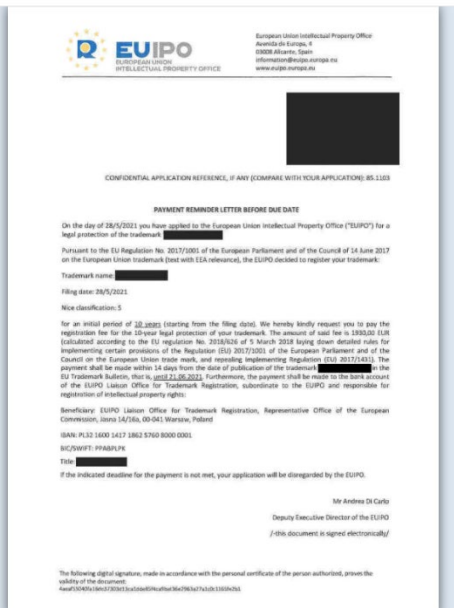 EUIPO
EUROPEAN UNION
INTELLECTUAL PROPERTY OFFICE
European Union Intellectual Property Office
Avenida de Europa, 4
03008 Alicante, Spain
information@euipo.europa.eu
www.euipo.europa.eu
CONFIDENTIAL APPLICATION REFERENCE, IF ANY (COMPARE WITH YOUR APPLICATION): 85.1103
PAYMENT REMINDER LETTER BEFORE DUE DATE
On the day of 28/5/2021 you have applied to the European Union Intellectual Property Office ("EUIPO") for a
legal protection of the trademark
Pursuant to the EU Regulation No. 2017/1001 of the European Parliament and of the Council of 14 June 2017
on the European Union trademark (text with EEA relevance), the EUIPO decided to register your trademark:
Trademark name:
Filing date: 28/5/2021
Nice classification: 5
for an initial period of 10 years (starting from the filing date). We hereby kindly request you to pay the
registration fee for the 10-year legal protection of your trademark. The amount of said fee is 1930,00 EUR
(calculated according to the EU regulation No. 2018/626 of 5 March 2018 laying down detailed rules for
implementing certain provisions of the Regulation (EU) 2017/1001 of the European Parliament and of the
Council on the European Union trade mark, and repealing Implementing Regulation (EU) 2017/1431). The
payment shall be made within 14 days from the date of publication of the trademark in the
EU Trademark Bulletin, that is, until 21.06.2021. Furthermore, the payment shall be made to the bank account
of the EUIPO Liaison Office for Trademark Registration, subordinate to the EUIPO and responsible for
registration of intellectual property rights:
Beneficiary: EUIPO Liaison Office for Trademark Registration, Representative Office of the European
Commission, Jasna 14/16a, 00-041 Warsaw, Poland
IBAN: PL32 1600 1417 1862 5760 8000 0001
BIC/SWIFT: PPABPLPK
Title:
If the indicated deadline for the payment is not met, your application will be disregarded by the EUIPO.
Mr Andrea Di Carlo
Deputy Executive Director of the EUIPO
/-this document is signed electronically/
The following digital signature, made in accordance with the personal certificate of the person authorized, proves the
validity of the document: